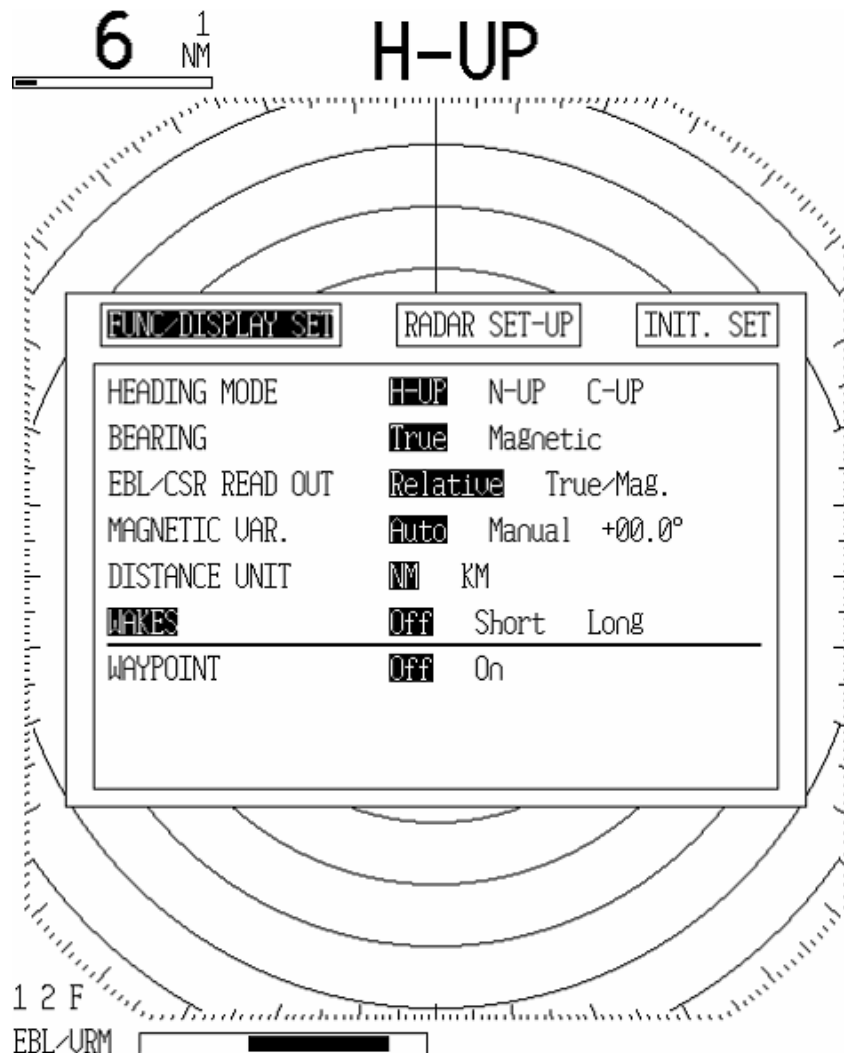 6 1 NM H-UP
FUNC/DISPLAY SET RADAR SET-UP INIT. SET
HEADING MODE H-UP N-UP C-UP
BEARING True Magnetic
EBL/CSR READ OUT Relative True/Mag.
MAGNETIC VAR. Auto Manual +00.0°
DISTANCE UNIT NM KM
WAKES Off Short Long
WAYPOINT Off On
1 2 F
EBL/VRM